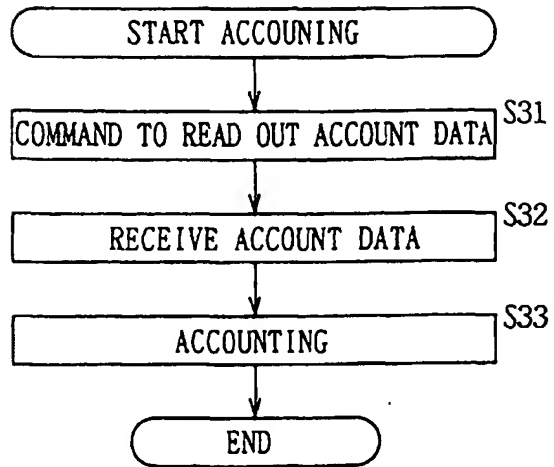 START ACCOUNING
S31
COMMAND TO READ OUT ACCOUNT DATA
S32
RECEIVE ACCOUNT DATA
S33
ACCOUNTING
END